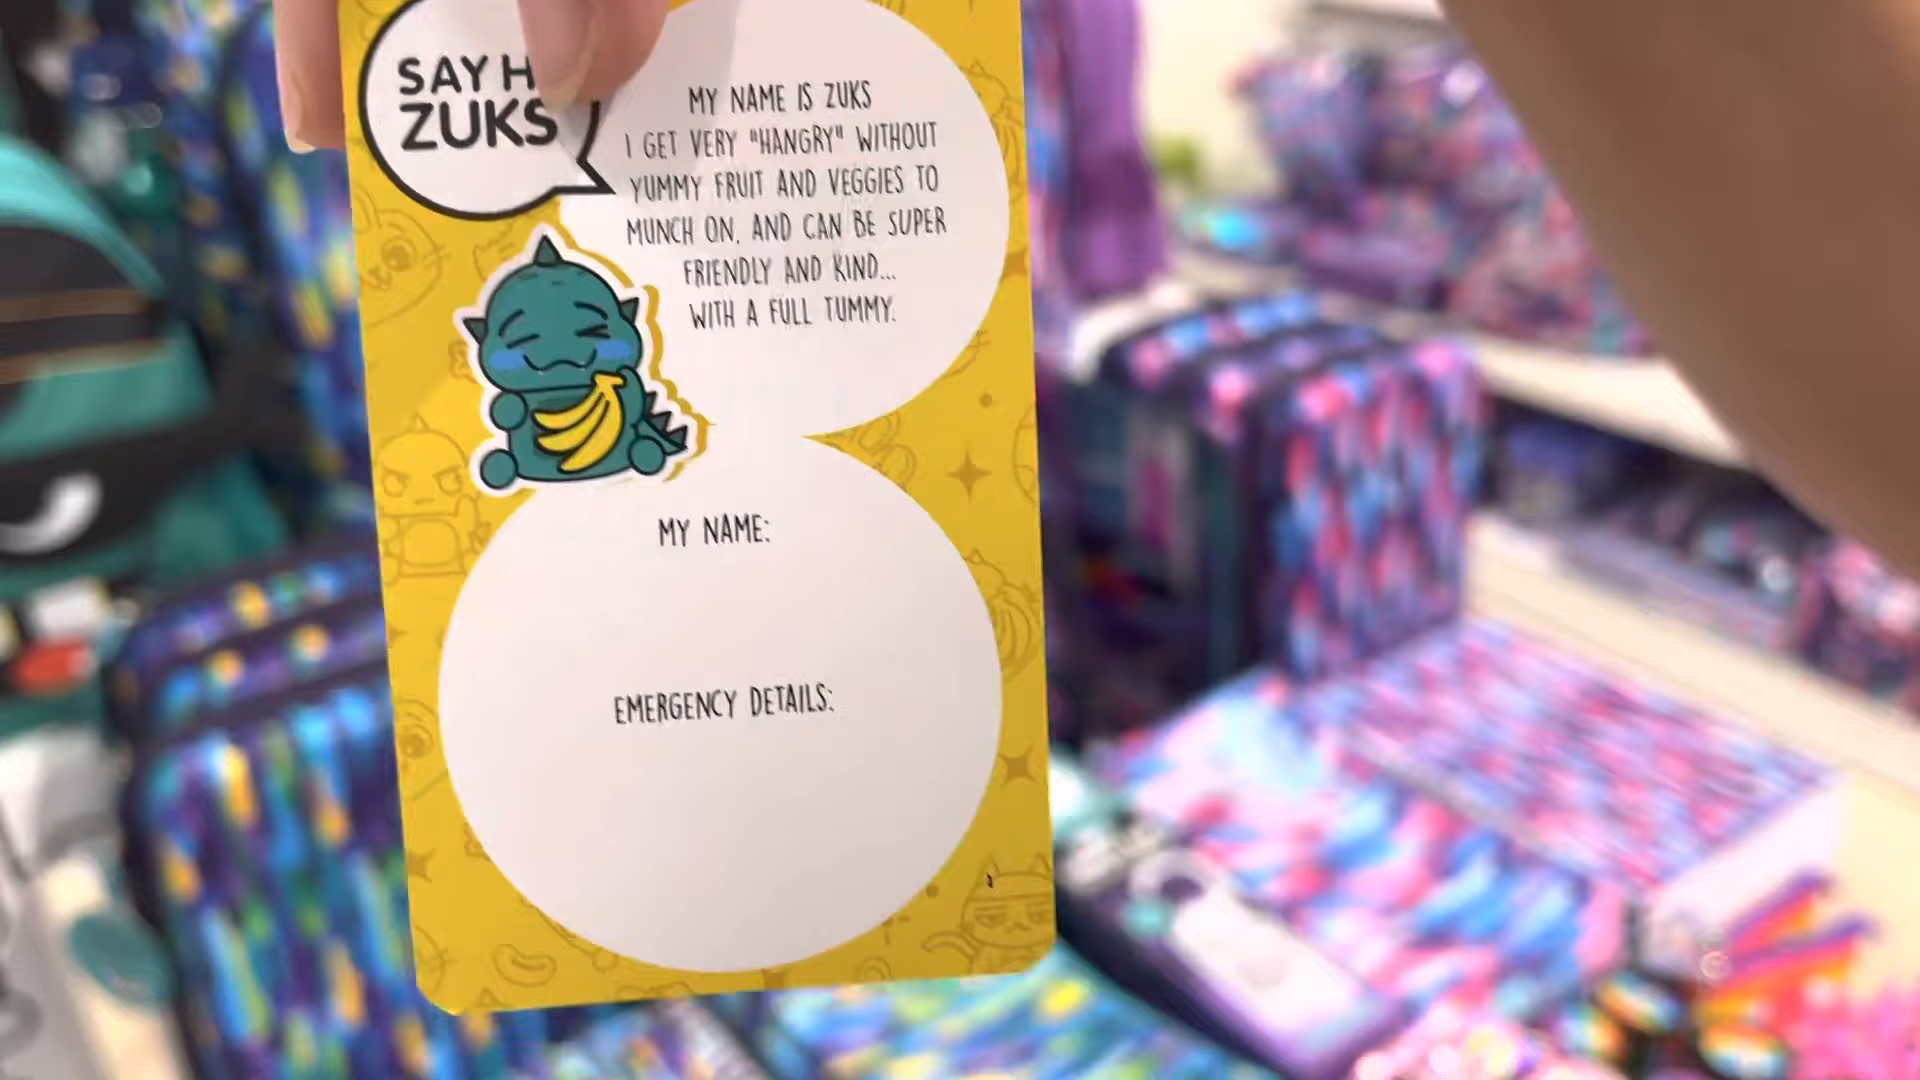 SAY H
ZUKS
MY NAME IS ZUKS
I GET VERY "HANGRY" WITHOUT
YUMMY FRUIT AND VEGGIES TO
MUNCH ON, AND CAN BE SUPER
FRIENDLY AND KIND...
WITH A FULL TUMMY.
MY NAME:
EMERGENCY DETAILS: